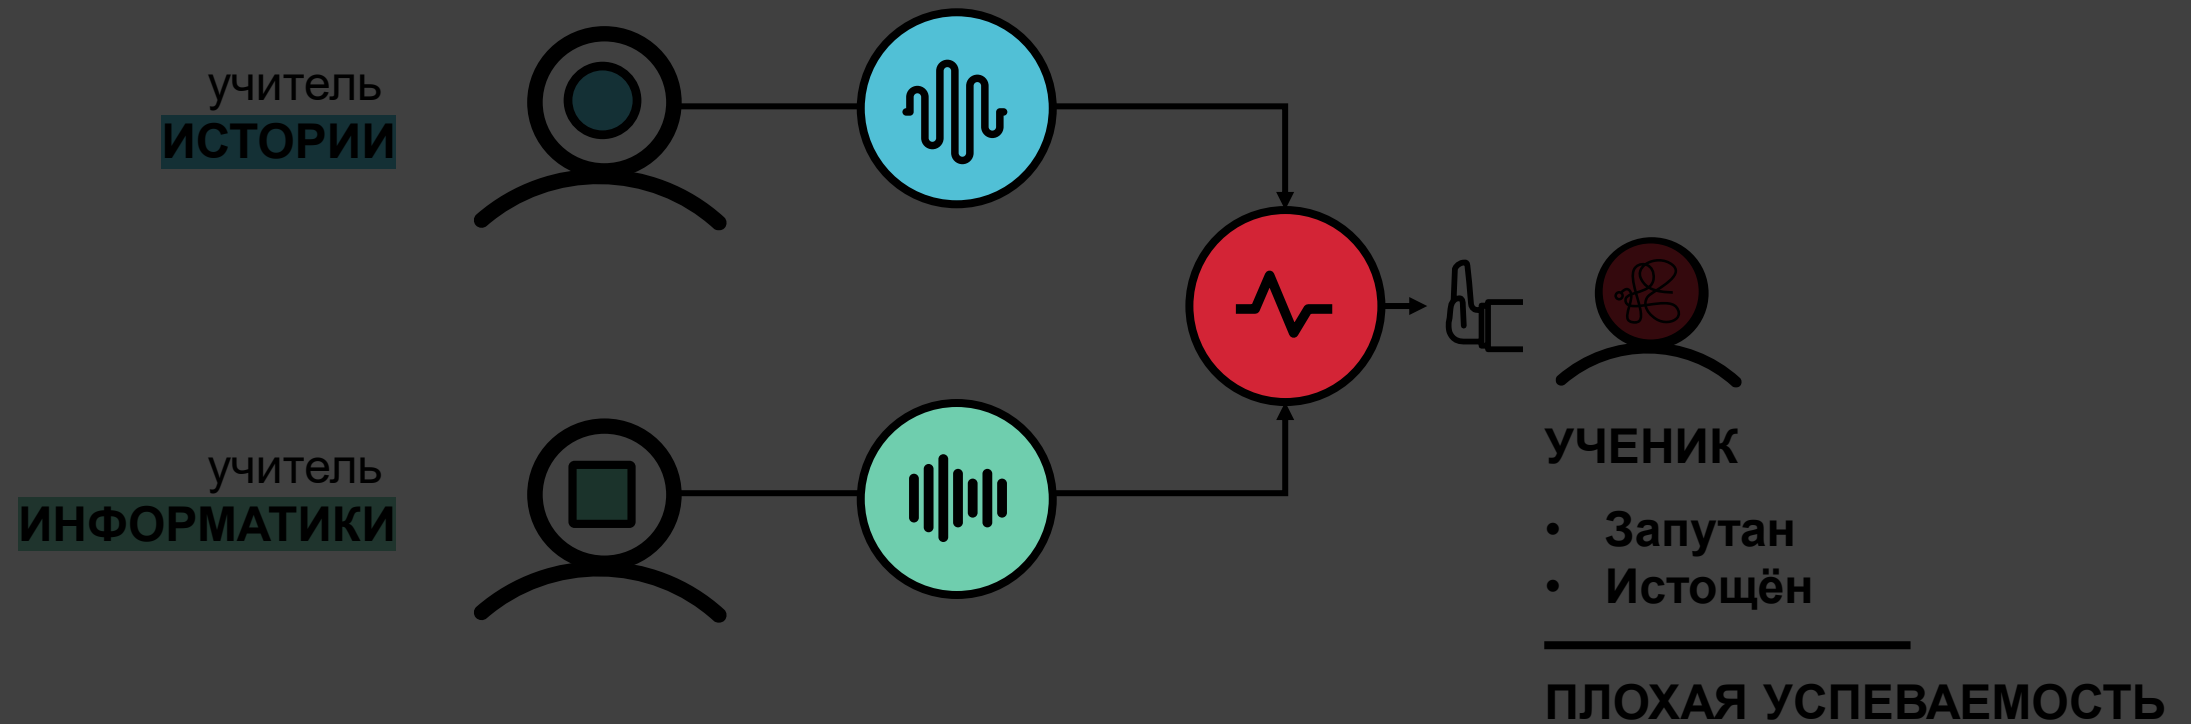 учитель
ИСТОРИИ
учитель
ИНФОРМАТИКИ
УЧЕНИК
• Запутан
• Истощён
ПЛОХАЯ УСПЕВАЕМОСТЬ